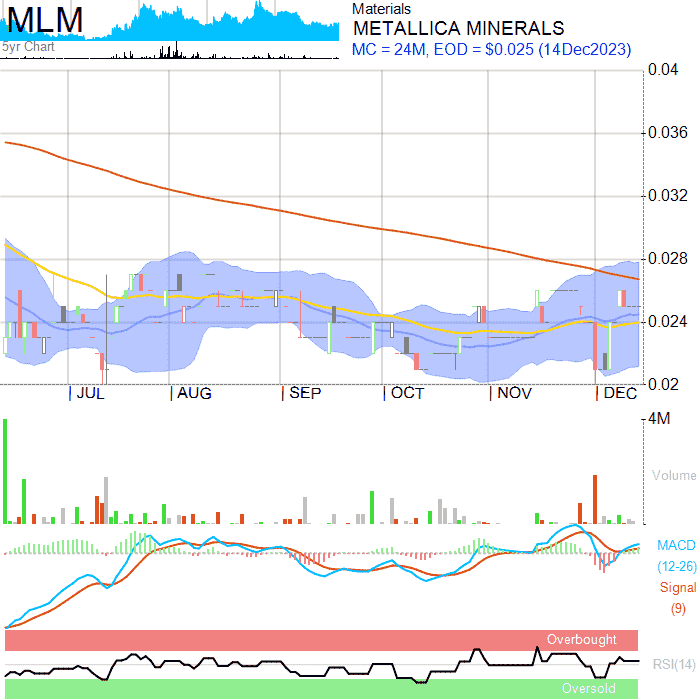 MLM
5yr Chart
Materials
METALLICA MINERALS
MC = 24M, EOD = $0.025 (14Dec2023)
0.04
0.036
0.032
0.028
0.024
0.02
JUL AUG SEP OCT NOV DEC
4M
Volume
MACD
(12-26)
Signal
(9)
Overbought
RSI(14)
Oversold